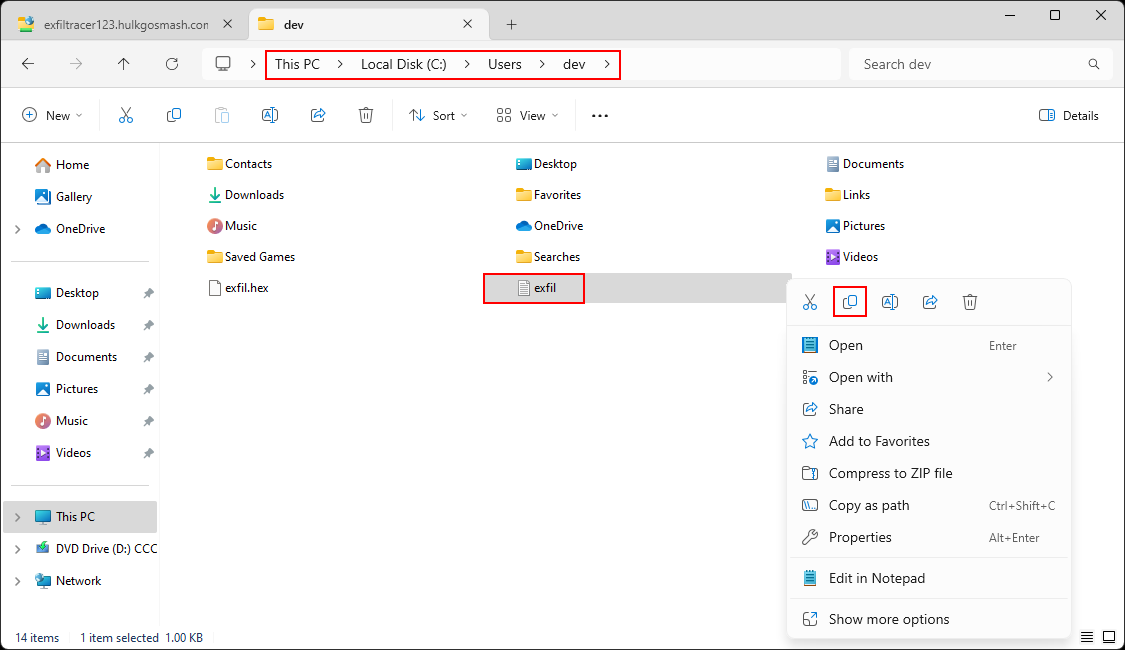 exfiltracer123.hulkgosmash.con
dev
This PC > Local Disk (C:) > Users > dev >
Search dev
New
Sort
View
Details
Home
Gallery
OneDrive
Desktop
Downloads
Documents
Pictures
Music
Videos
This PC
DVD Drive (D:) CCC
Network
Contacts
Desktop
Documents
Downloads
Favorites
Links
Music
OneDrive
Pictures
Saved Games
Searches
Videos
exfil.hex
exfil
Open Enter
Open with
Share
Add to Favorites
Compress to ZIP file
Copy as path Ctrl+Shift+C
Properties Alt+Enter
Edit in Notepad
Show more options
14 items 1 item selected 1.00 KB